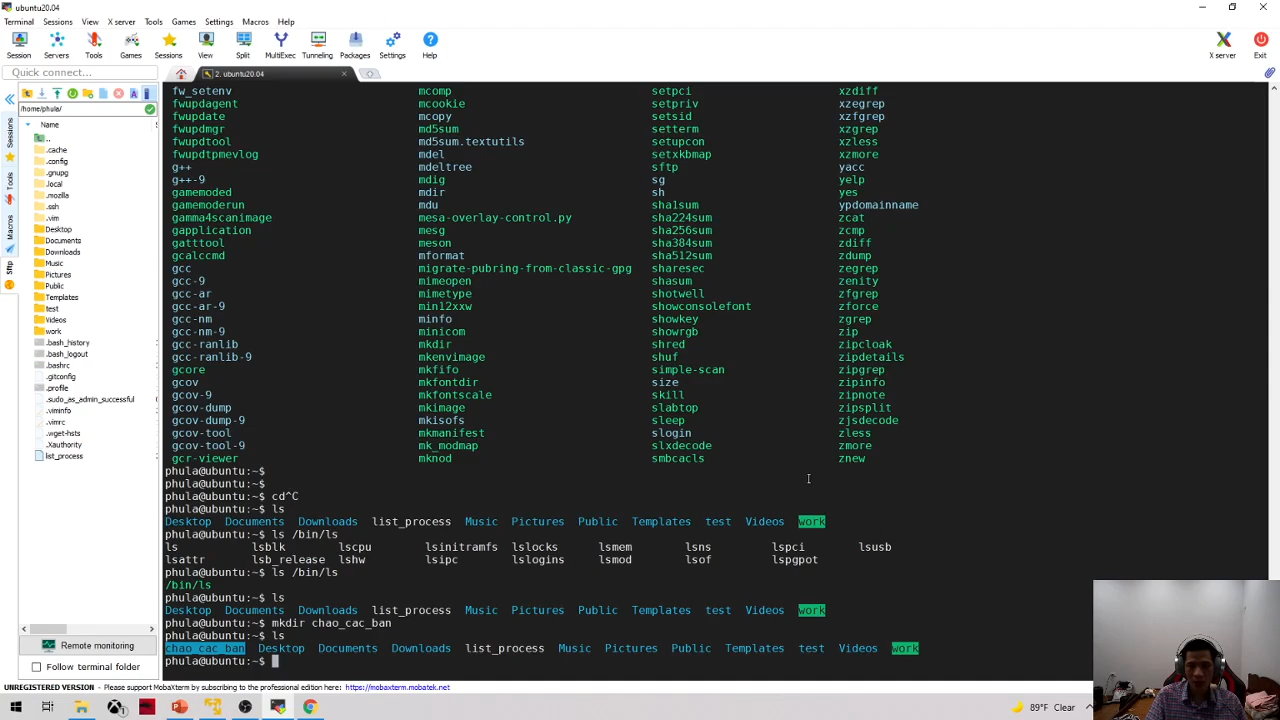 ubuntu20.04
Terminal Sessions View X server Tools Games Settings Macros Help
Session Servers Tools Games Sessions View Split MultiExec Tunneling Packages Settings Help X server Exit
Quick connect...
2. ubuntu20.04
/home/phula/
Name
..
.cache
.config
.gnupg
.local
.mozilla
.ssh
.vim
Desktop
Documents
Downloads
Music
Pictures
Public
Templates
test
Videos
work
.bash_history
.bash_logout
.bashrc
.gitconfig
.profile
.sudo_as_admin_successful
.viminfo
.vimrc
.wget-hsts
.Xauthority
list_process
Sessions
Tools
Macros
Sftp
fw_setenv mcomp setpci xzdiff
fwupdagent mcookie setpriv xzegrep
fwupdate mcopy setsid xzfgrep
fwupdmgr md5sum setterm xzgrep
fwupdtool md5sum.textutils setupcon xzless
fwupdtpmevlog mdel setxkbmap xzmore
g++ mdeltree sftp yacc
g++-9 mdig sg yelp
gamemoded mdir sh yes
gamemoderun mdu sha1sum ypdomainname
gamma4scanimage mesa-overlay-control.py sha224sum zcat
gapplication mesg sha256sum zcmp
gatttool meson sha384sum zdiff
gcalccmd mformat sha512sum zdump
gcc migrate-pubring-from-classic-gpg sharesec zegrep
gcc-9 mimeopen shasum zenity
gcc-ar mimetype shotwell zfgrep
gcc-ar-9 min12xxw showconsolefont zforce
gcc-nm minfo showkey zgrep
gcc-nm-9 minicom showrgb zip
gcc-ranlib mkdir shred zipcloak
gcc-ranlib-9 mkenvimage shuf zipdetails
gcore mkfifo simple-scan zipgrep
gcov mkfontdir size zipinfo
gcov-9 mkfontscale skill zipnote
gcov-dump mkimage slabtop zipsplit
gcov-dump-9 mkisofs sleep zjsdecode
gcov-tool mkmanifest slogin zless
gcov-tool-9 mk_modmap slxdecode zmore
gcr-viewer mknod smbcacls znew
phula@ubuntu:~$
phula@ubuntu:~$
phula@ubuntu:~$ cd^C
phula@ubuntu:~$ ls
Desktop Documents Downloads list_process Music Pictures Public Templates test Videos work
phula@ubuntu:~$ ls /bin/ls
ls lsblk lscpu lsinitramfs lslocks lsmem lsns lspci lsusb
lsattr lsb_release lshw lsipc lslogins lsmod lsof lspgpot
phula@ubuntu:~$ ls /bin/ls
/bin/ls
phula@ubuntu:~$ ls
Desktop Documents Downloads list_process Music Pictures Public Templates test Videos work
phula@ubuntu:~$ mkdir chao_cac_ban
phula@ubuntu:~$ ls
chao_cac_ban Desktop Documents Downloads list_process Music Pictures Public Templates test Videos work
phula@ubuntu:~$
Remote monitoring
Follow terminal folder
UNREGISTERED VERSION - Please support MobaXterm by subscribing to the professional edition here: https://mobaxterm.mobatek.net
89°F Clear